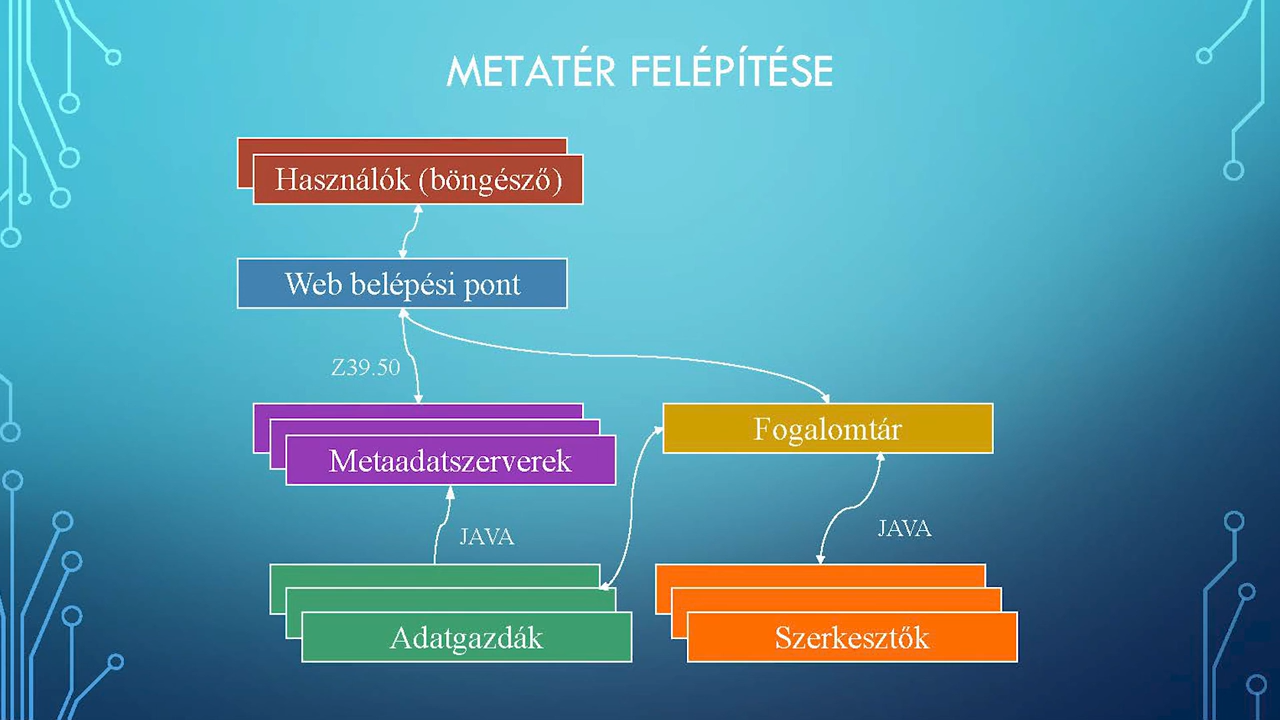 METATÉR FELÉPÍTÉSE
Használók (böngésző)
Web belépési pont
Z39.50
Fogalomtár
Metaadatszerverek
JAVA
JAVA
Adatgazdák
Szerkesztők